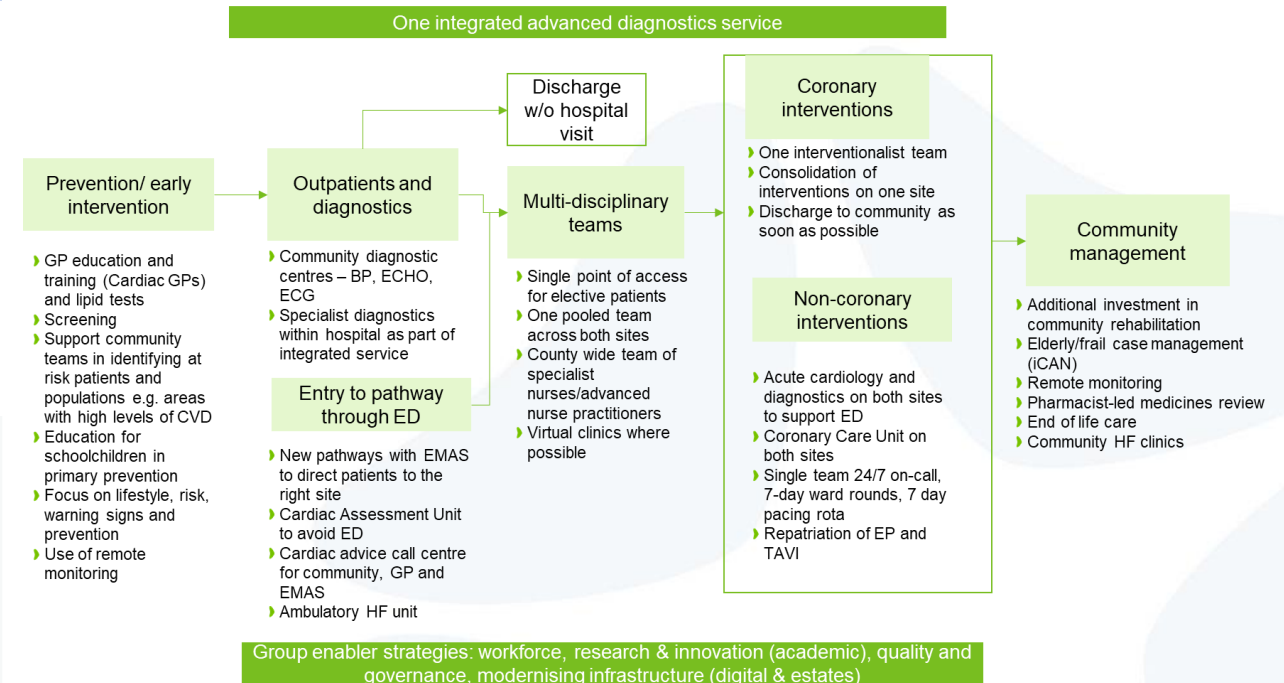 One integrated advanced diagnostics service
Discharge
w/o hospital
visit
Prevention/ early
intervention
GP education and
training (Cardiac GPs)
and lipid tests
Screening
Support community
teams in identifying at
risk patients and
populations e.g. areas
with high levels of CVD
Education for
schoolchildren in
primary prevention
Focus on lifestyle, risk,
warning signs and
prevention
Use of remote
monitoring
Outpatients and
diagnostics
Community diagnostic
centres – BP, ECHO,
ECG
Specialist diagnostics
within hospital as part of
integrated service
Entry to pathway
through ED
New pathways with EMAS
to direct patients to the
right site
Cardiac Assessment Unit
to avoid ED
Cardiac advice call centre
for community, GP and
EMAS
Ambulatory HF unit
Multi-disciplinary
teams
Single point of access
for elective patients
One pooled team
across both sites
County wide team of
specialist
nurses/advanced
nurse practitioners
Virtual clinics where
possible
Coronary
interventions
One interventionalist team
Consolidation of
interventions on one site
Discharge to community as
soon as possible
Non-coronary
interventions
Acute cardiology and
diagnostics on both sites
to support ED
Coronary Care Unit on
both sites
Single team 24/7 on-call,
7-day ward rounds, 7 day
pacing rota
Repatriation of EP and
TAVI
Community
management
Additional investment in
community rehabilitation
Elderly/frail case management
(iCAN)
Remote monitoring
Pharmacist-led medicines review
End of life care
Community HF clinics
Group enabler strategies: workforce, research & innovation (academic), quality and
governance, modernising infrastructure (digital & estates)